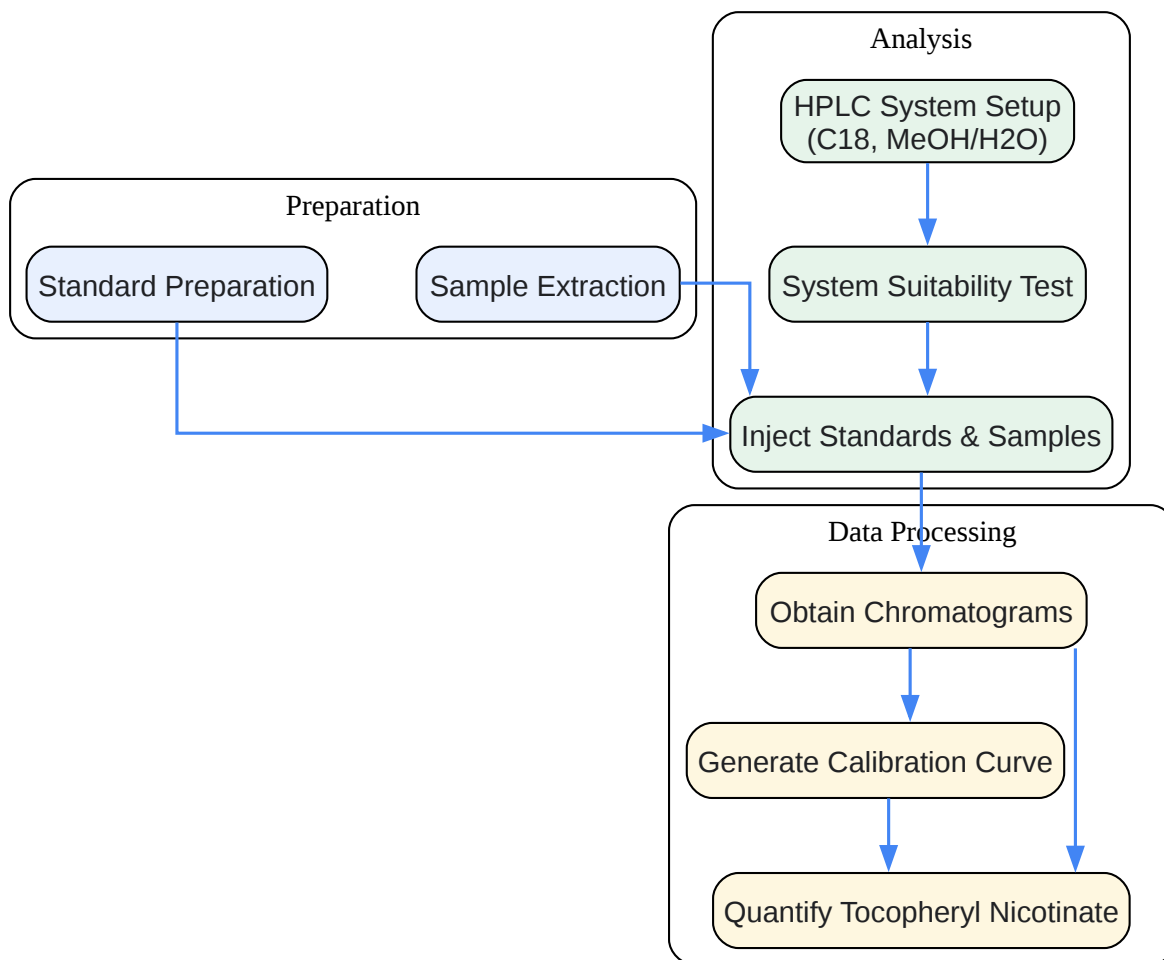 Analysis
HPLC System Setup
(C18, MeOH/H2O)
Preparation
Standard Preparation
Sample Extraction
System Suitability Test
Inject Standards & Samples
Data Processing
Obtain Chromatograms
Generate Calibration Curve
Quantify Tocopheryl Nicotinate